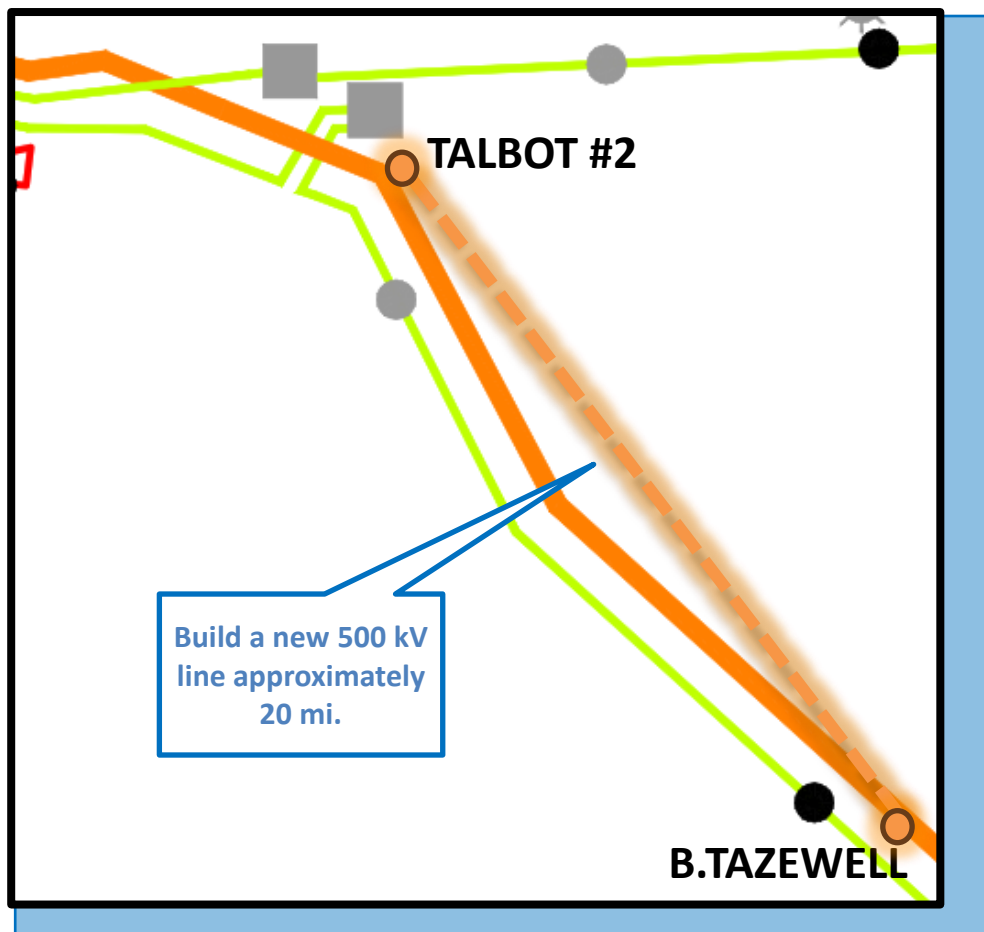 TALBOT #2
Build a new 500 kV
line approximately
20 mi.
B.TAZEWELL